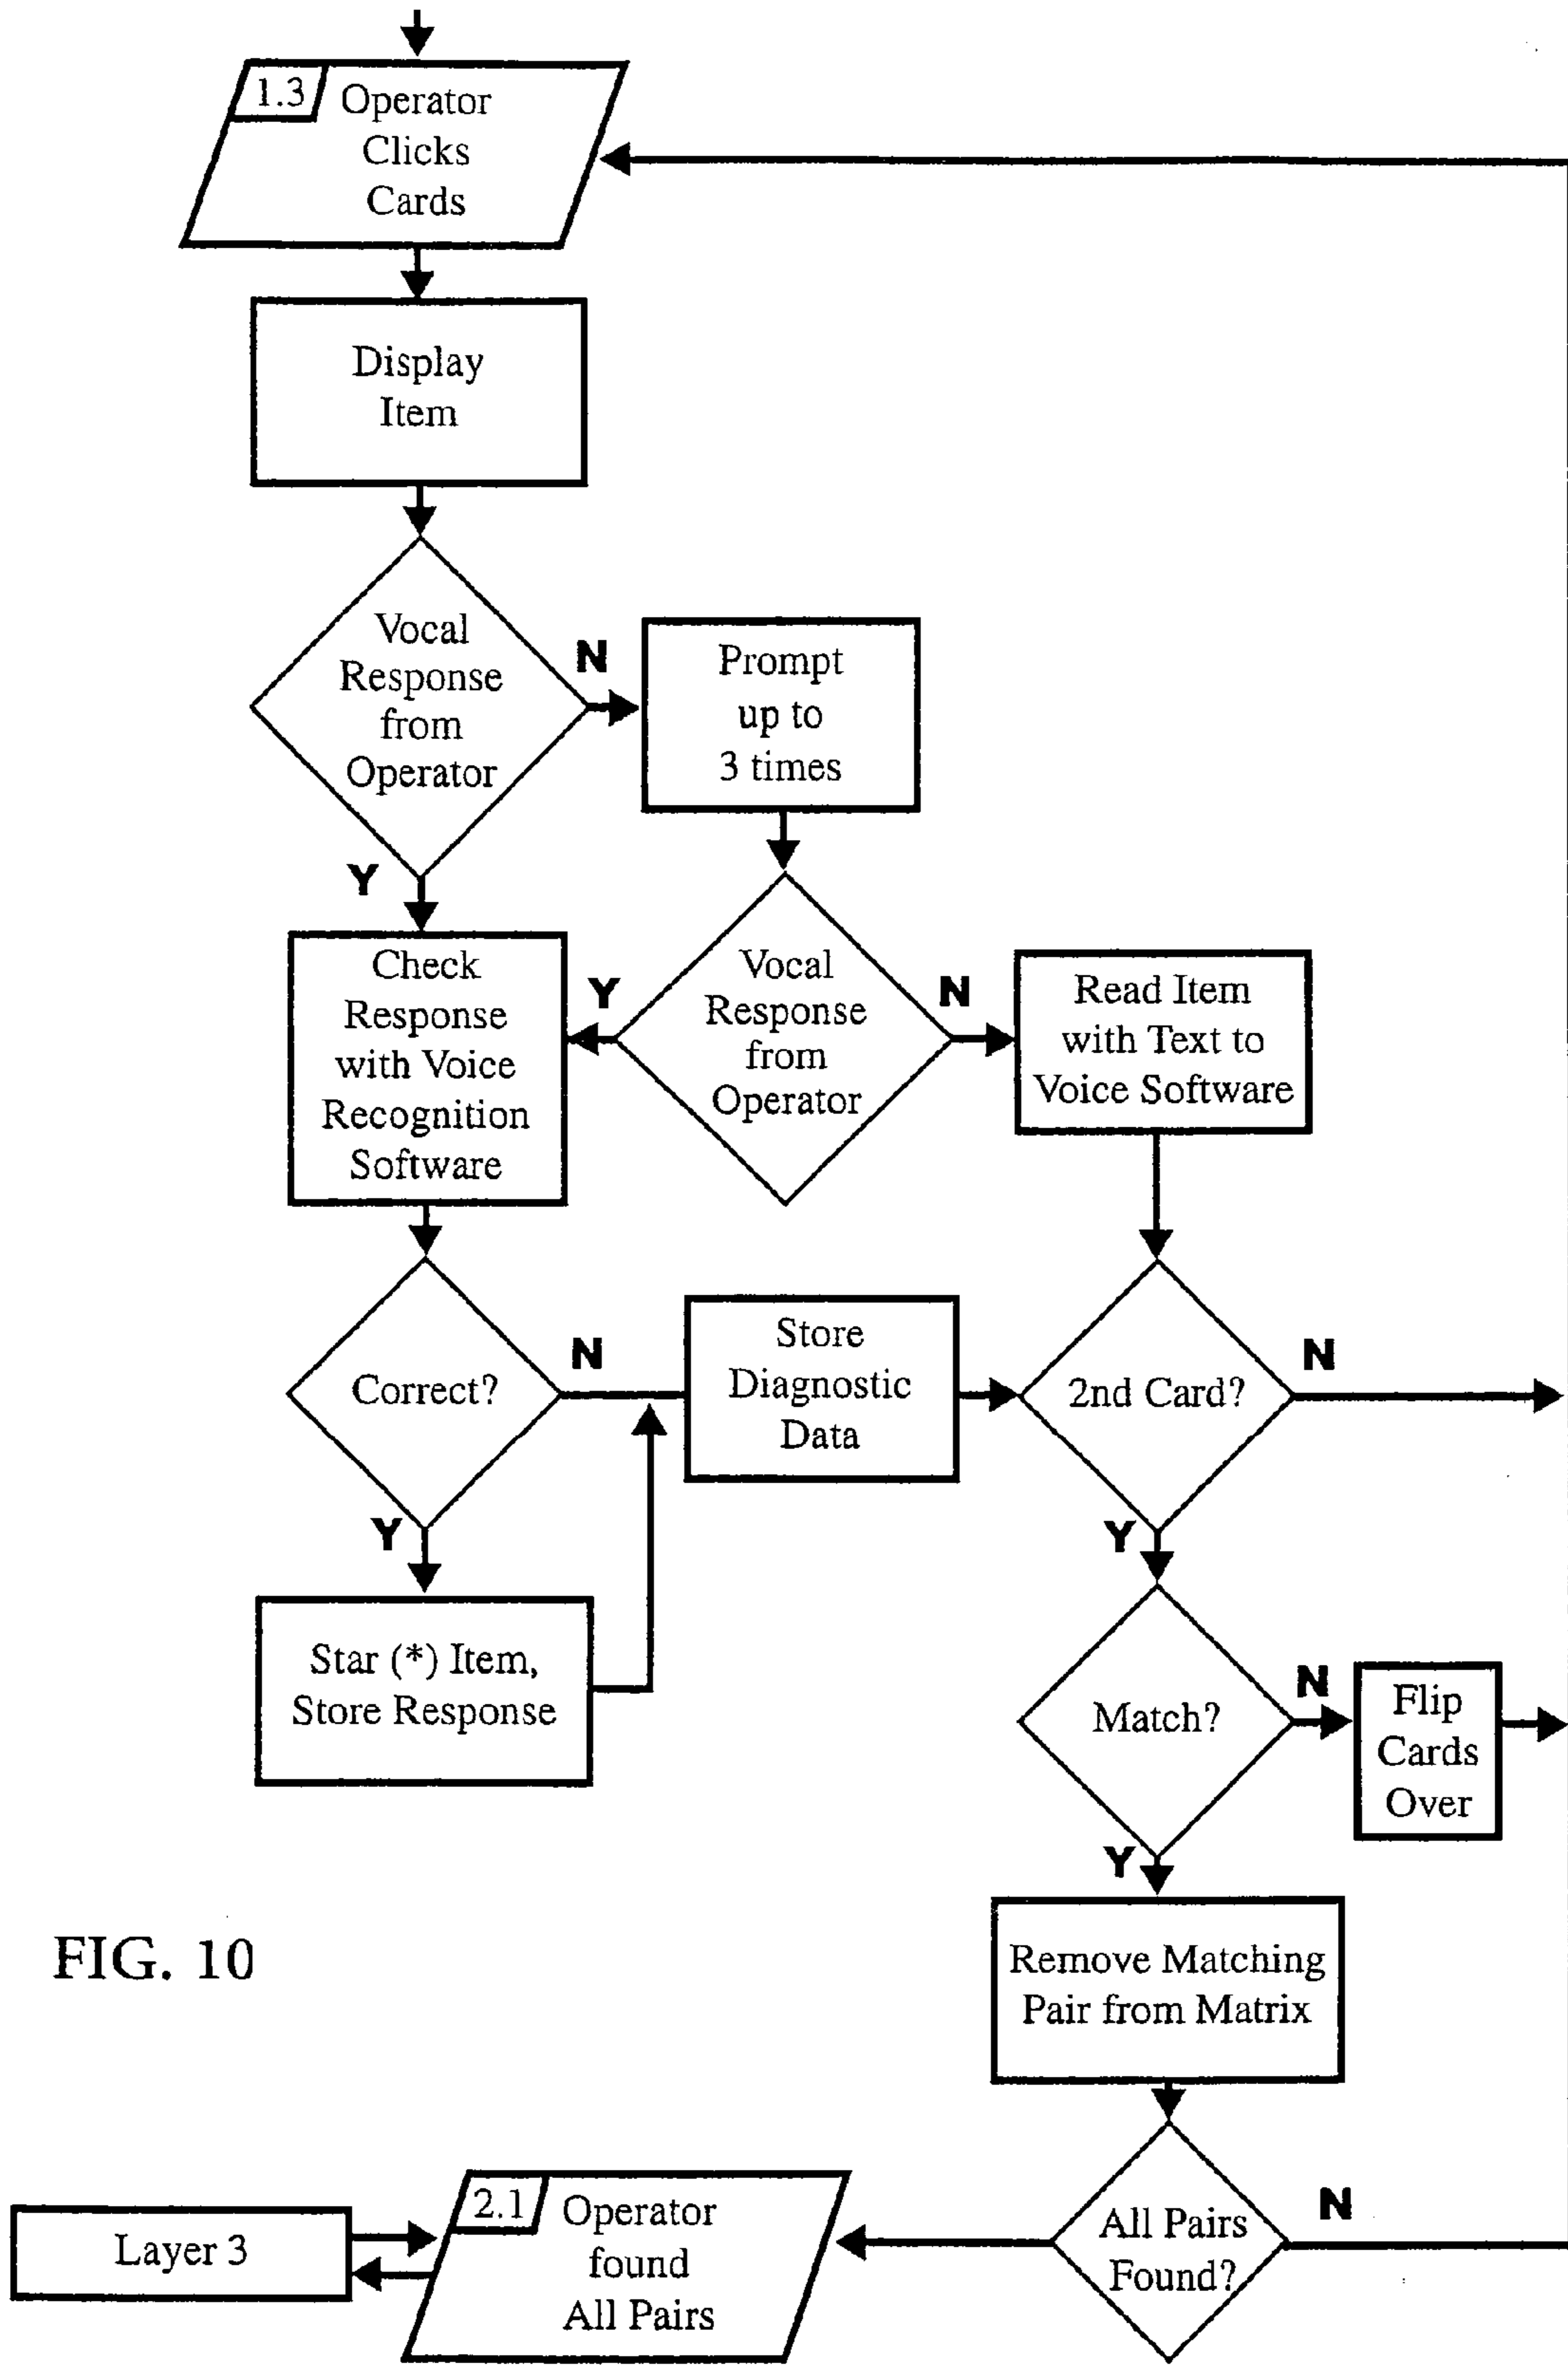 1.3
Operator
Clicks
Cards
Display
Item
Vocal
Response
from
Operator
N
Prompt
up to
3 times
Y
Check
Response
with Voice
Recognition
Software
Y
Vocal
Response
from
Operator
N
Read Item
with Text to
Voice Software
Correct?
N
Store
Diagnostic
Data
2nd Card?
N
Y
Star (*) Item,
Store Response
Y
Match?
N
Flip
Cards
Over
Y
FIG. 10
Remove Matching
Pair from Matrix
Layer 3
2.1
Operator
found
All Pairs
All Pairs
Found?
N